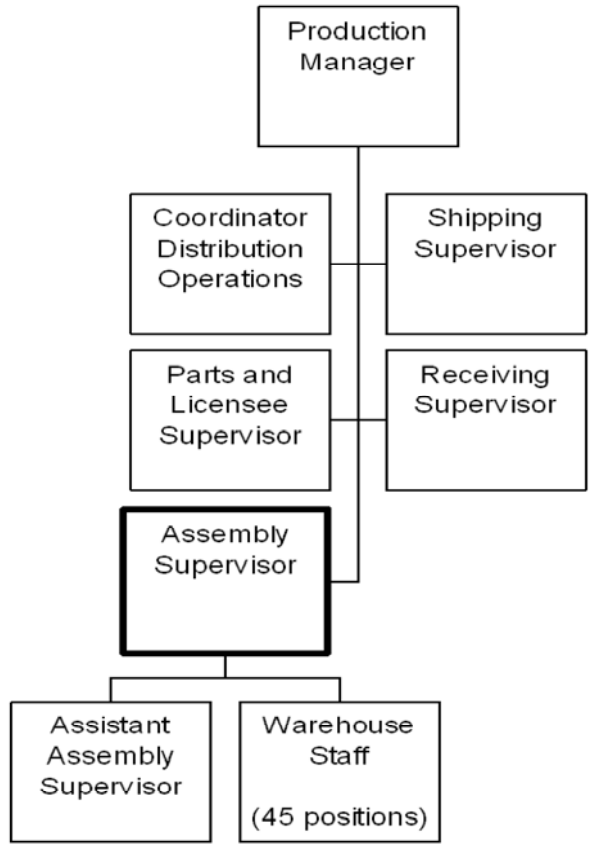 Production
Manager
Coordinator
Distribution
Operations
Shipping
Supervisor
Parts and
Licensee
Supervisor
Receiving
Supervisor
Assembly
Supervisor
Assistant
Assembly
Supervisor
Warehouse
Staff
(45 positions)